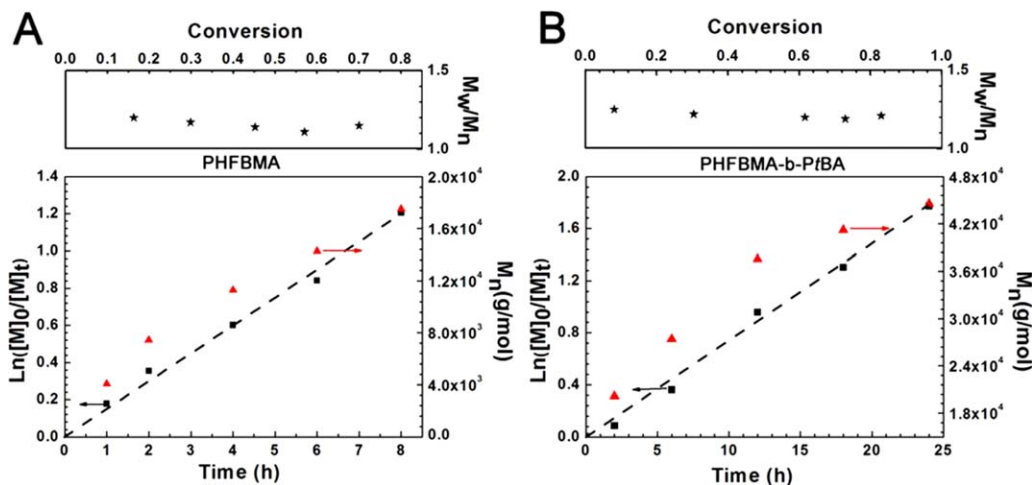 A
Conversion
0.0 0.1 0.2 0.3 0.4 0.5 0.6 0.7 0.8
1.5
Mw/Mn
1.0
PHFBMA
1.4
1.2
1.0
0.8
0.6
0.4
0.2
0.0
Ln([M]0/[M]t)
2.0x10^4
1.6x10^4
1.2x10^4
8.0x10^3
4.0x10^3
0.0
Mn(g/mol)
0 1 2 3 4 5 6 7 8
Time (h)
B
Conversion
0.0 0.2 0.4 0.6 0.8 1.0
1.5
Mw/Mn
1.0
PHFBMA-b-PtBA
2.0
1.6
1.2
0.8
0.4
0.0
Ln([M]0/[M]t)
4.8x10^4
4.2x10^4
3.6x10^4
3.0x10^4
2.4x10^4
1.8x10^4
Mn(g/mol)
0 5 10 15 20 25
Time (h)